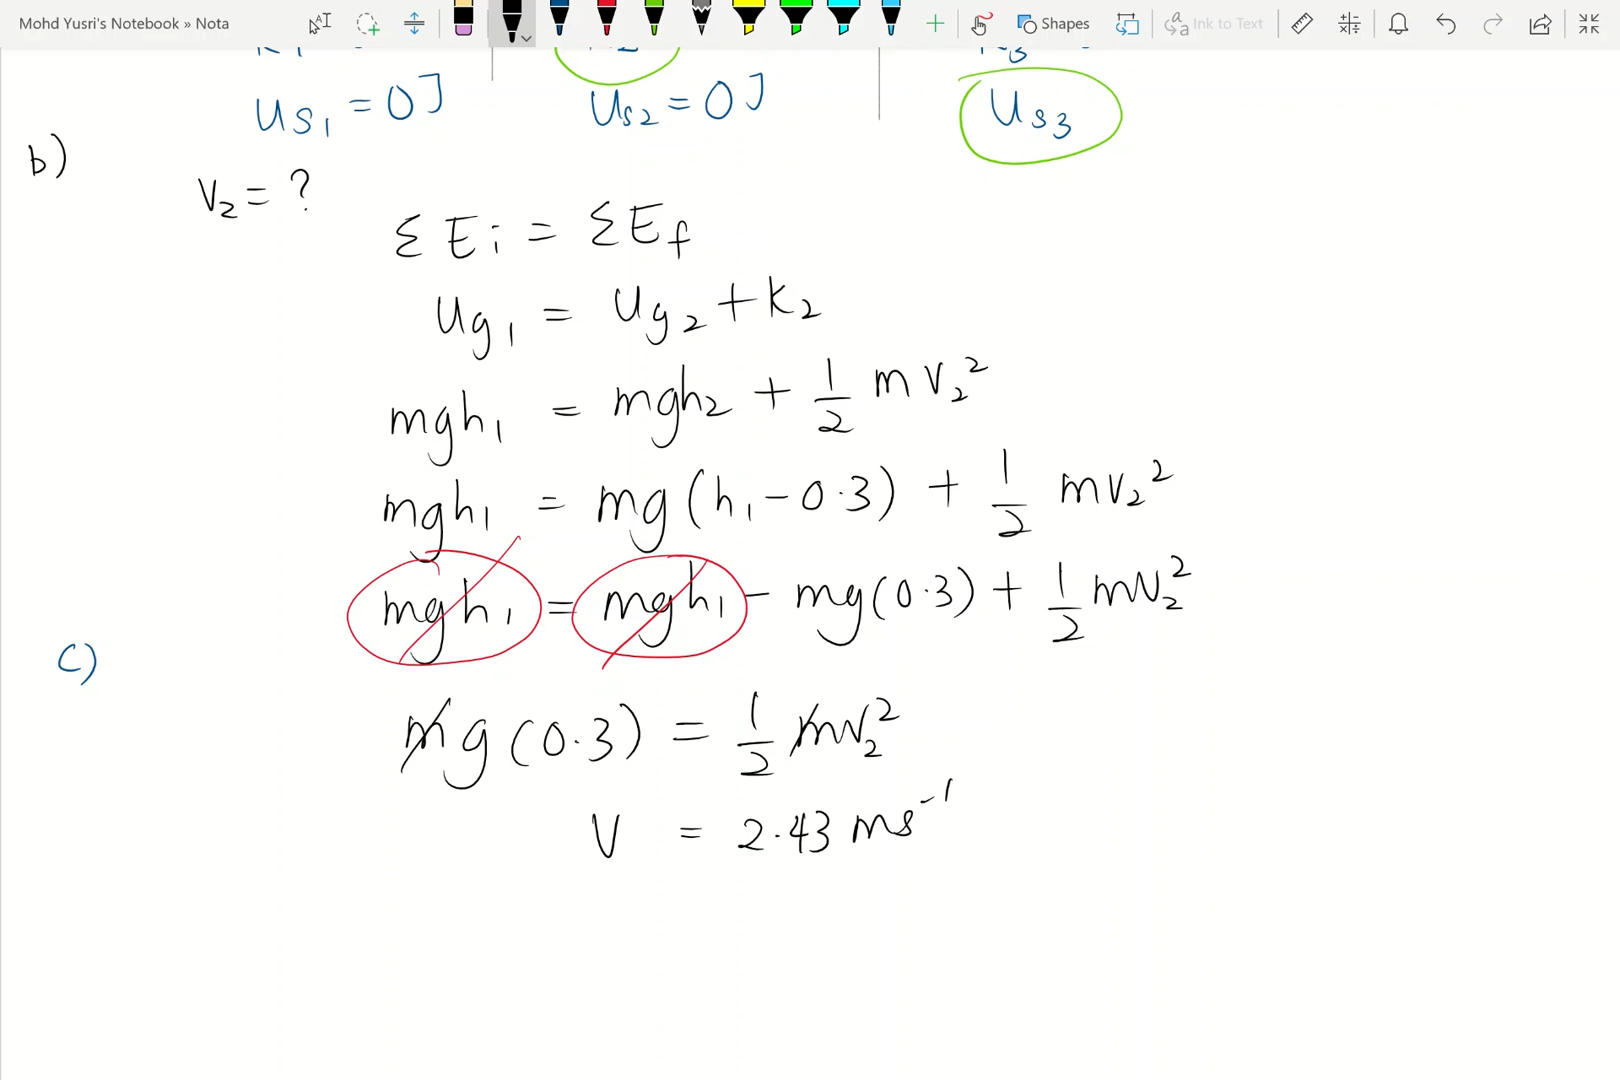 Mohd Yusri's Notebook » Nota
Shapes
Ink to Text
Us₁ = 0J
Us₂ = 0J
Us₃
b)
V₂ = ?
ΣEi = ΣEf
Ug₁ = Ug₂ + K₂
mgh₁ = mgh₂ + 1/2 mv₂²
mgh₁ = mg(h₁ - 0.3) + 1/2 mv₂²
mgh₁ = mgh₁ - mg(0.3) + 1/2 mv₂²
c)
mg(0.3) = 1/2 mv₂²
V = 2.43 ms⁻¹